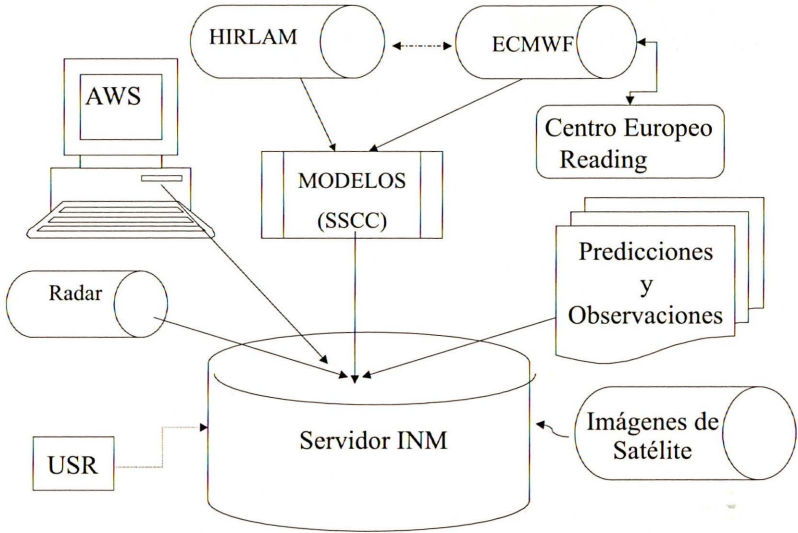 HIRLAM
ECMWF
AWS
Centro Europeo
Reading
MODELOS
(SSCC)
Predicciones
y
Observaciones
Radar
Servidor INM
Imágenes de
Satélite
USR